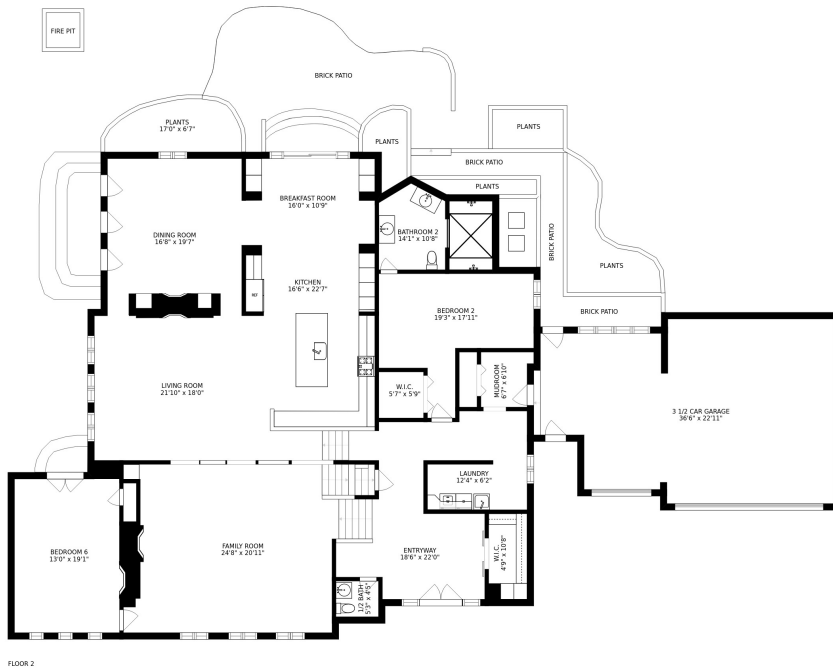 FIRE PIT
BRICK PATIO
PLANTS
17'0" x 6'7"
PLANTS
PLANTS
BRICK PATIO
PLANTS
BREAKFAST ROOM
16'0" x 10'9"
DINING ROOM
16'8" x 19'7"
BATHROOM 2
14'1" x 10'8"
BRICK PATIO
PLANTS
KITCHEN
16'6" x 22'7"
REF
BEDROOM 2
19'3" x 17'11"
BRICK PATIO
LIVING ROOM
21'10" x 18'0"
W.I.C.
5'7" x 5'9"
MUDROOM
6'7" x 6'10"
3 1/2 CAR GARAGE
36'6" x 22'11"
LAUNDRY
12'4" x 6'2"
BEDROOM 6
13'0" x 19'1"
FAMILY ROOM
24'8" x 20'11"
ENTRYWAY
18'6" x 22'0"
W.I.C.
4'9" x 10'8"
1/2 BATH
5'3" x 4'5"
FLOOR 2